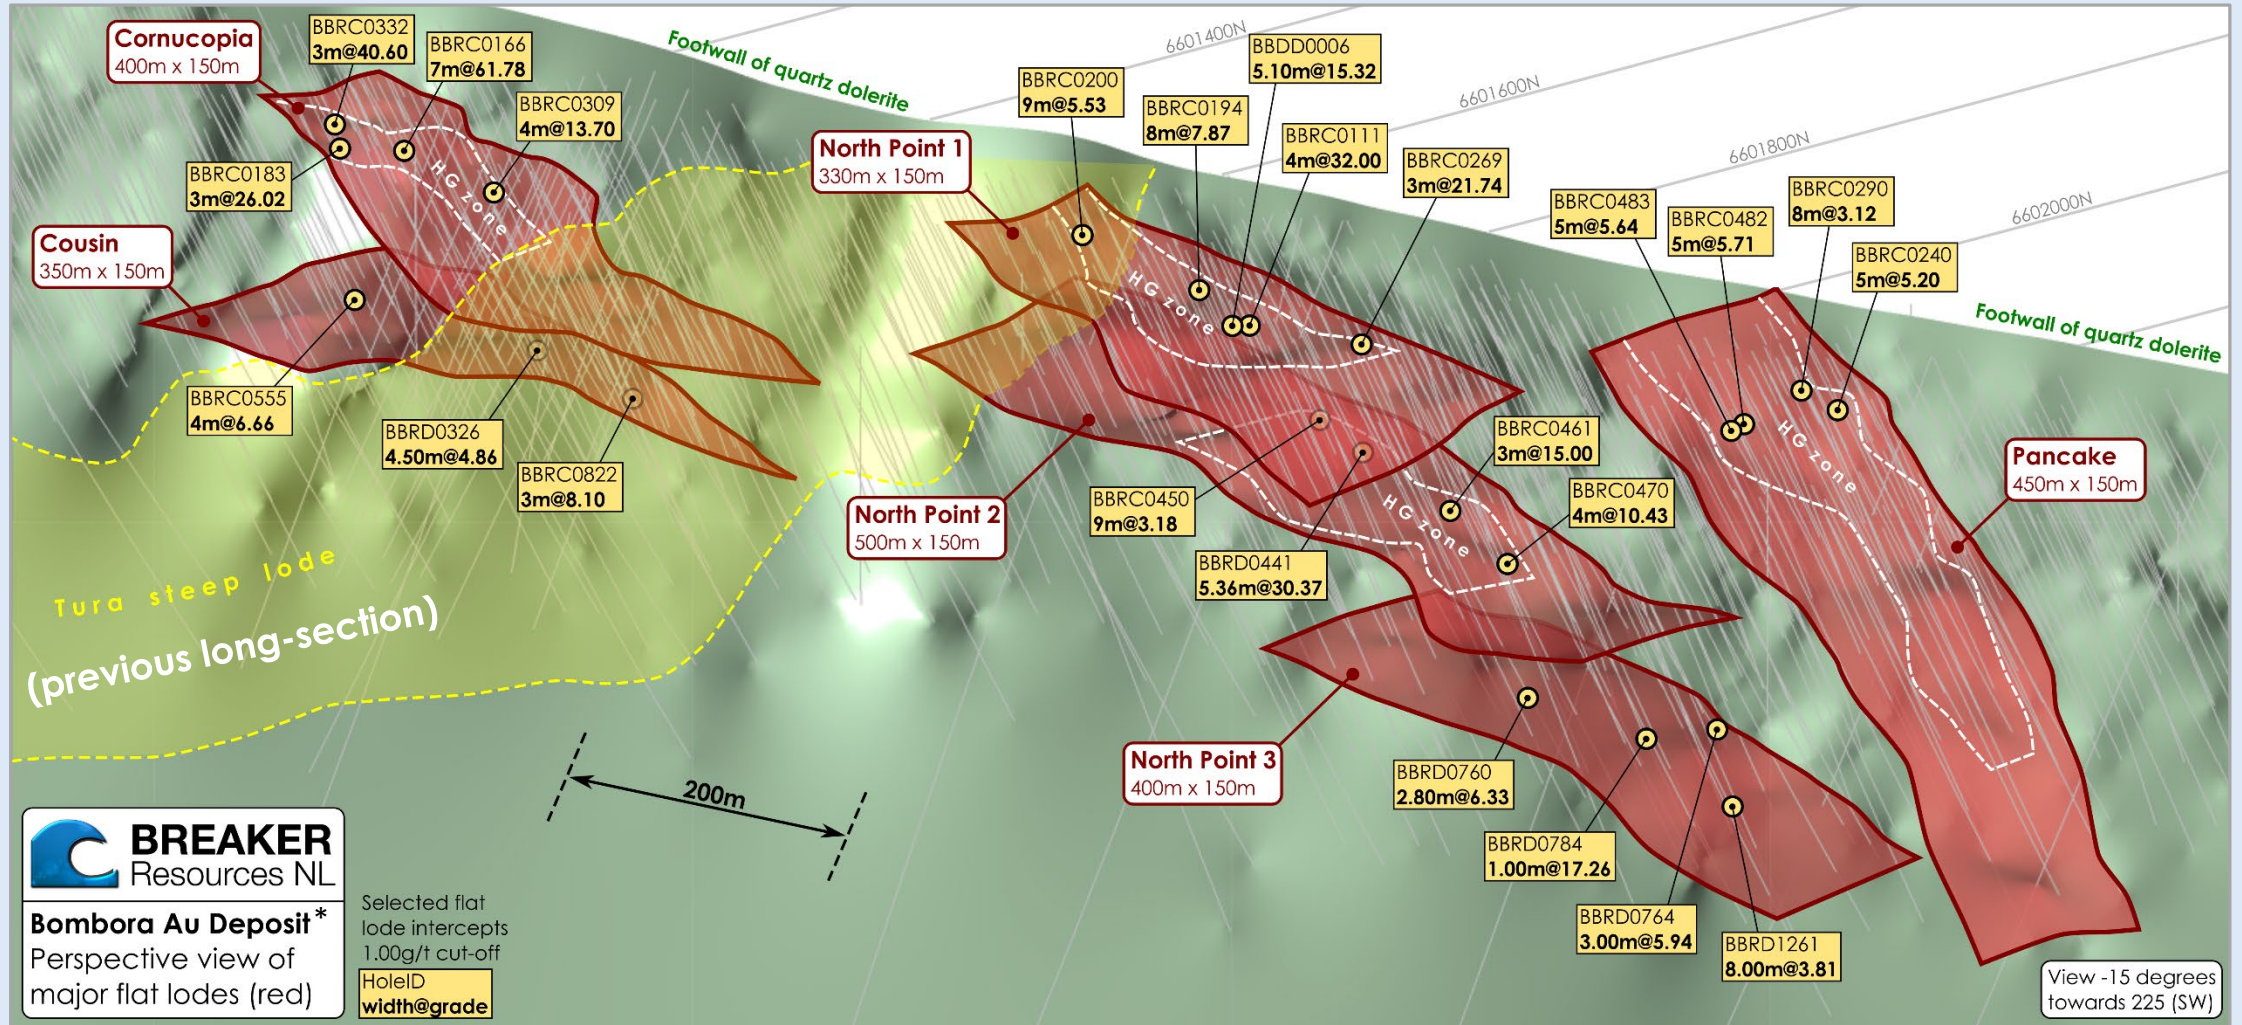 Cornucopia
400m x 150m
BBRC0332
3m@40.60
BBRC0166
7m@61.78
BBRC0309
4m@13.70
BBRC0183
3m@26.02
HG zone
Cousin
350m x 150m
BBRC0555
4m@6.66
BBRD0326
4.50m@4.86
BBRC0822
3m@8.10
Footwall of quartz dolerite
6601400N
6601600N
6601800N
6602000N
North Point 1
330m x 150m
BBRC0200
9m@5.53
BBRC0194
8m@7.87
BBDD0006
5.10m@15.32
BBRC0111
4m@32.00
BBRC0269
3m@21.74
HG zone
North Point 2
500m x 150m
BBRC0450
9m@3.18
BBRD0441
5.36m@30.37
BBRC0461
3m@15.00
BBRC0470
4m@10.43
HG zone
BBRC0483
5m@5.64
BBRC0482
5m@5.71
BBRC0290
8m@3.12
BBRC0240
5m@5.20
Footwall of quartz dolerite
HG zone
Pancake
450m x 150m
North Point 3
400m x 150m
BBRD0760
2.80m@6.33
BBRD0784
1.00m@17.26
BBRD0764
3.00m@5.94
BBRD1261
8.00m@3.81
Tura steep lode
(previous long-section)
200m
BREAKER
Resources NL
Bombora Au Deposit*
Perspective view of
major flat lodes (red)
Selected flat
lode intercepts
1.00g/t cut-off
HoleID
width@grade
View -15 degrees
towards 225 (SW)